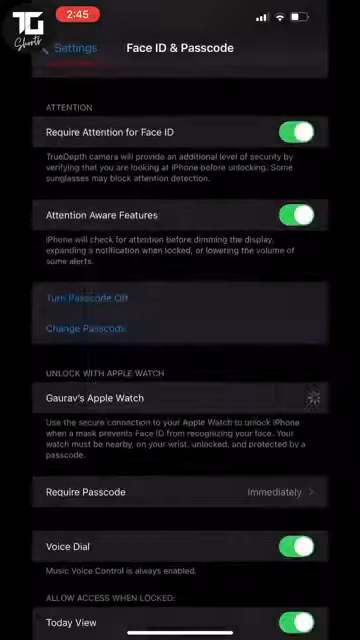 TG
Shorts
2:45
Settings
Face ID & Passcode
ATTENTION
Require Attention for Face ID
TrueDepth camera will provide an additional level of security by
verifying that you are looking at iPhone before unlocking. Some
sunglasses may block attention detection.
Attention Aware Features
iPhone will check for attention before dimming the display,
expanding a notification when locked, or lowering the volume of
some alerts.
Turn Passcode Off
Change Passcode
UNLOCK WITH APPLE WATCH
Gaurav's Apple Watch
Use the secure connection to your Apple Watch to unlock iPhone
when a mask prevents Face ID from recognizing your face. Your
watch must be nearby, on your wrist, unlocked, and protected by a
passcode.
Require Passcode
Immediately
Voice Dial
Music Voice Control is always enabled.
ALLOW ACCESS WHEN LOCKED:
Today View